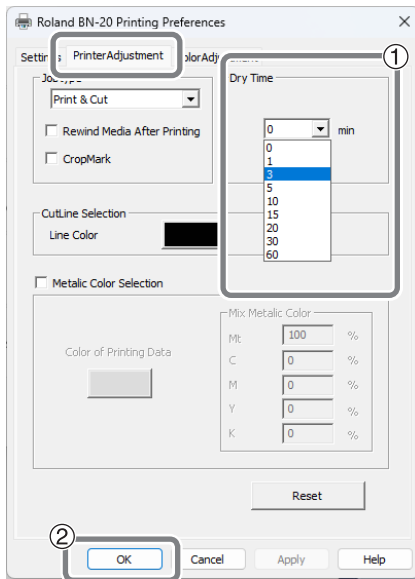 Roland BN-20 Printing Preferences
PrinterAdjustment
①
Dry Time
Print & Cut
0 min
Rewind Media After Printing
0
1
CropMark
3
5
10
15
20
30
60
CutLine Selection
Line Color
Metalic Color Selection
Mix Metalic Color
Color of Printing Data
Mt 100 %
C 0 %
M 0 %
Y 0 %
K 0 %
Reset
②
OK Cancel Apply Help